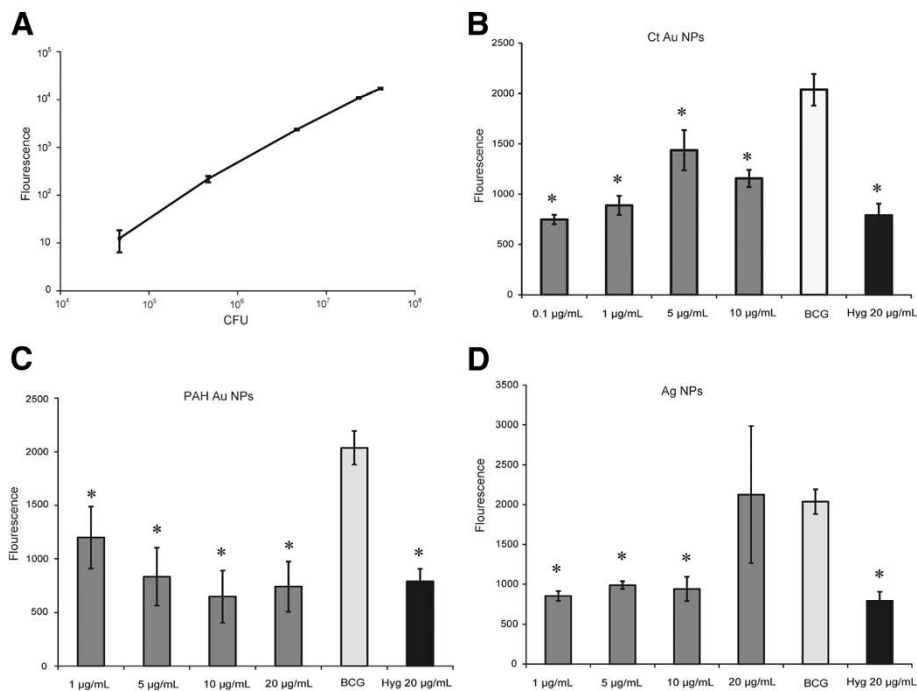 A
Flourescence
10⁵
10⁴
10³
10²
10
0
10⁴ 10⁵ 10⁶ 10⁷ 10⁸
CFU
B
Ct Au NPs
Flourescence
2500
2000
1500
1000
500
0
* * * * *
0.1 µg/mL 1 µg/mL 5 µg/mL 10 µg/mL BCG Hyg 20 µg/mL
C
PAH Au NPs
Flourescence
2500
2000
1500
1000
500
0
* * * * *
1 µg/mL 5 µg/mL 10 µg/mL 20 µg/mL BCG Hyg 20 µg/mL
D
Ag NPs
Flourescence
3500
3000
2500
2000
1500
1000
500
0
* * * *
1 µg/mL 5 µg/mL 10 µg/mL 20 µg/mL BCG Hyg 20 µg/mL